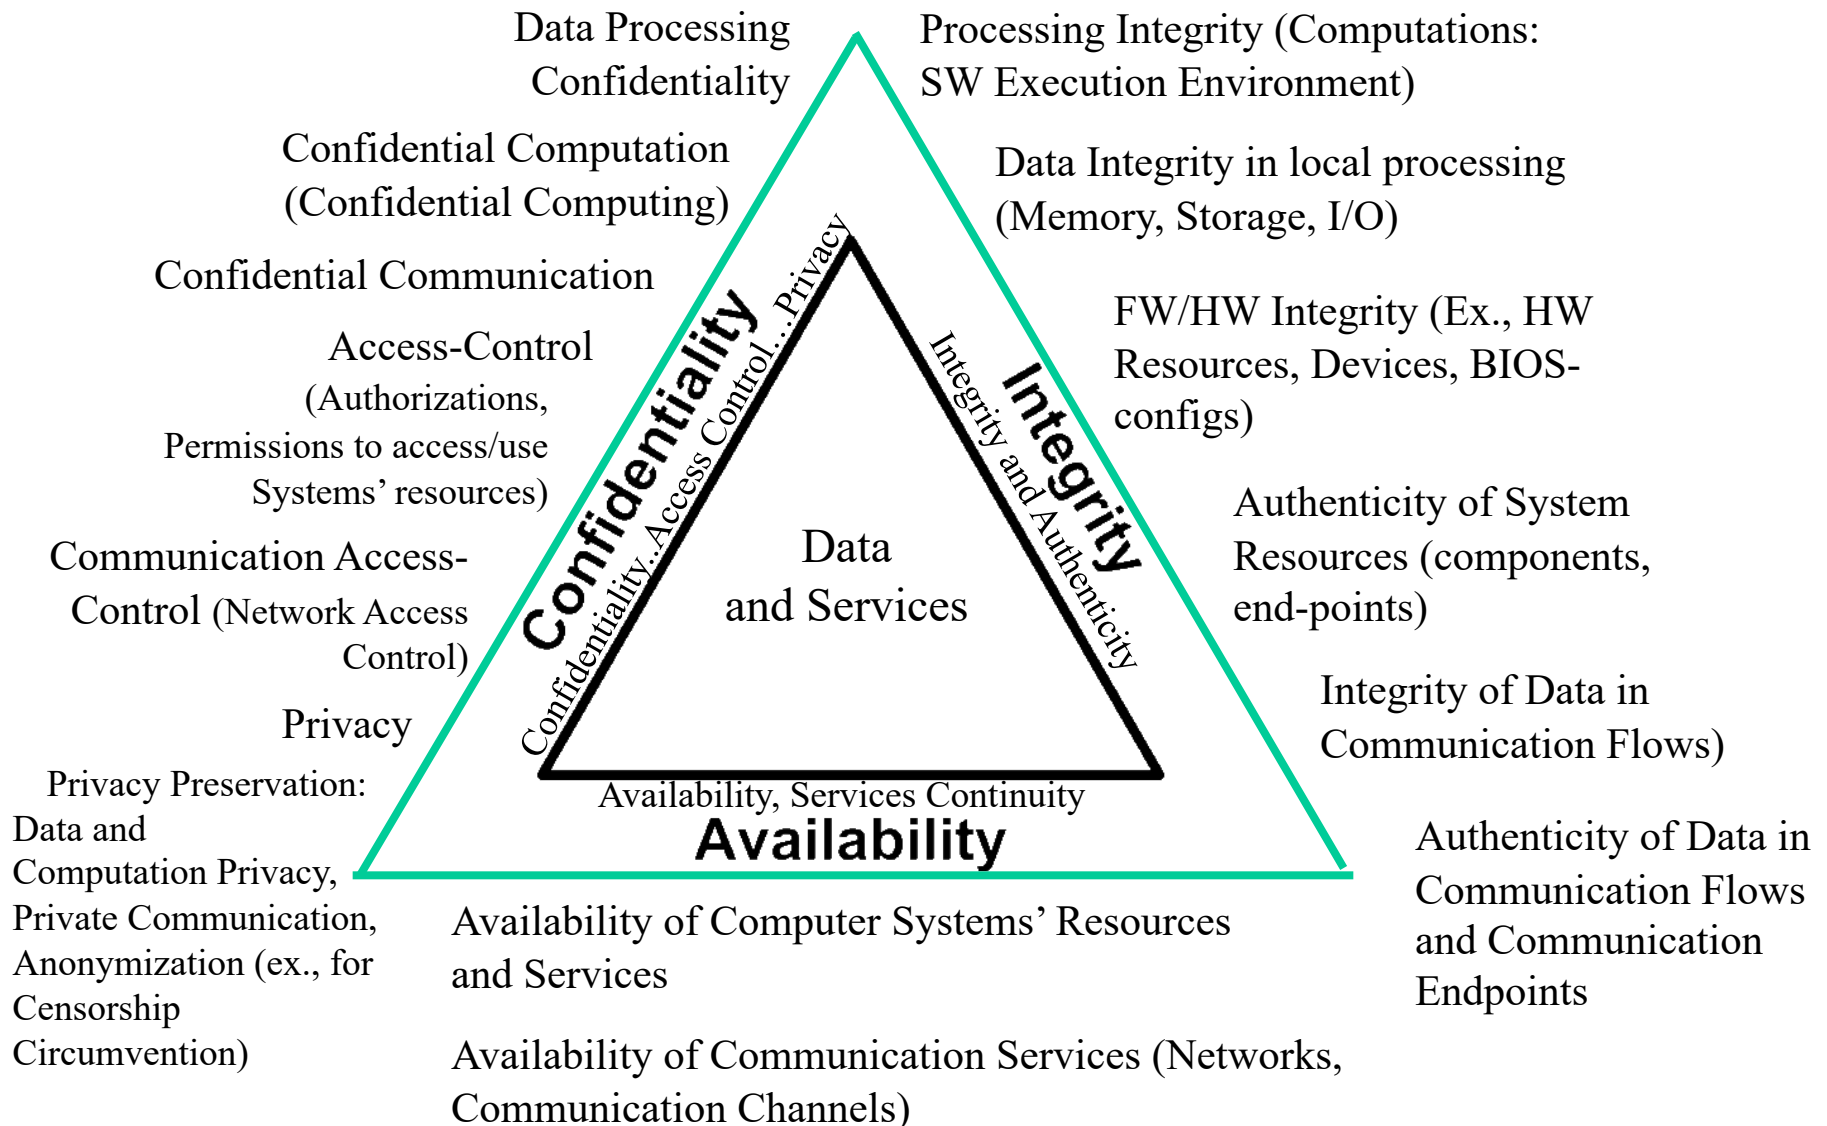 Data Processing
Confidentiality
Confidential Computation
(Confidential Computing)
Confidential Communication
Access-Control
(Authorizations,
Permissions to access/use
Systems’ resources)
Communication Access-
Control (Network Access
Control)
Privacy
Privacy Preservation:
Data and
Computation Privacy,
Private Communication,
Anonymization (ex., for
Censorship
Circumvention)
Confidentiality
Confidentiality..Access Control....Privacy
Data
and Services
Integrity and Authenticity
Integrity
Availability, Services Continuity
Availability
Processing Integrity (Computations:
SW Execution Environment)
Data Integrity in local processing
(Memory, Storage, I/O)
FW/HW Integrity (Ex., HW
Resources, Devices, BIOS-
configs)
Authenticity of System
Resources (components,
end-points)
Integrity of Data in
Communication Flows)
Authenticity of Data in
Communication Flows
and Communication
Endpoints
Availability of Computer Systems’ Resources
and Services
Availability of Communication Services (Networks,
Communication Channels)